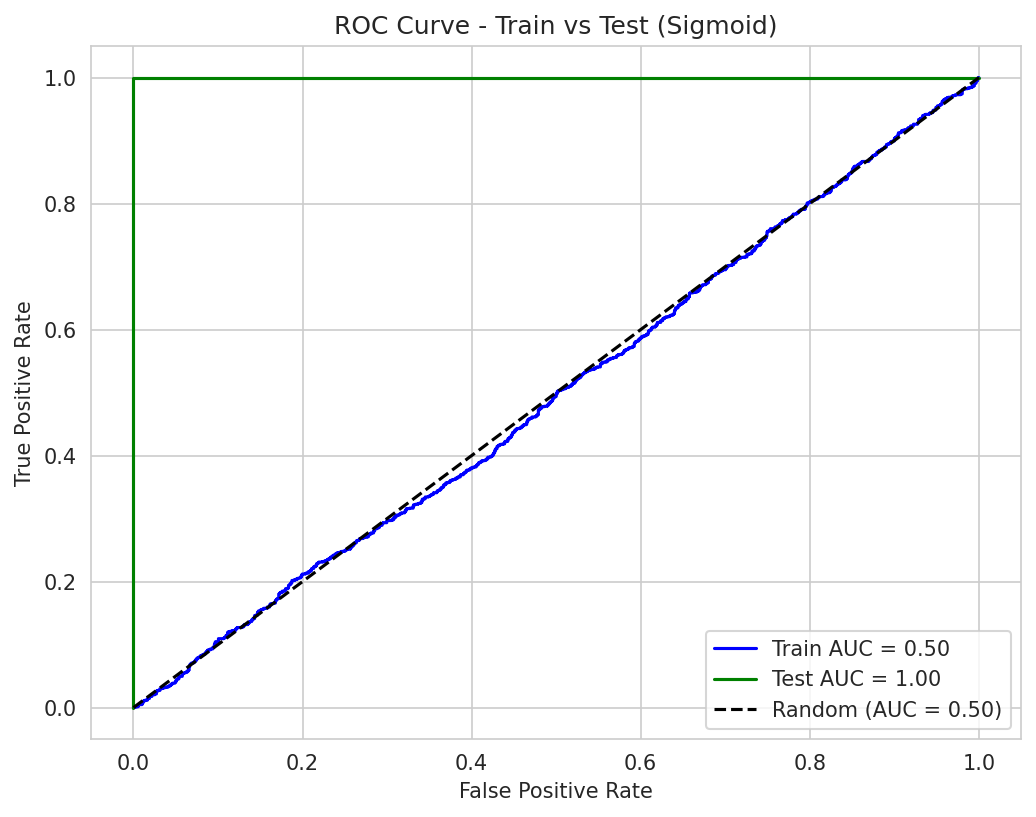 ROC Curve - Train vs Test (Sigmoid)
1.0
0.8
0.6
0.4
0.2
0.0
True Positive Rate
0.0 0.2 0.4 0.6 0.8 1.0
False Positive Rate
Train AUC = 0.50
Test AUC = 1.00
Random (AUC = 0.50)